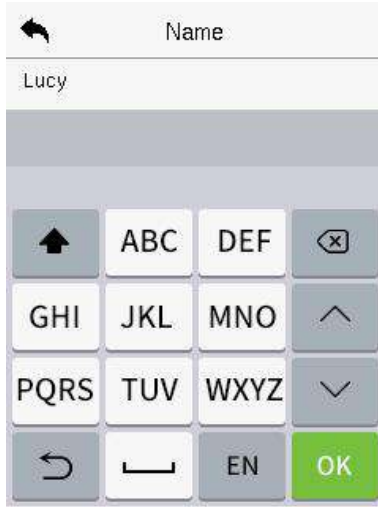 Name
Lucy
ABC DEF
GHI JKL MNO
PQRS TUV WXYZ
EN OK